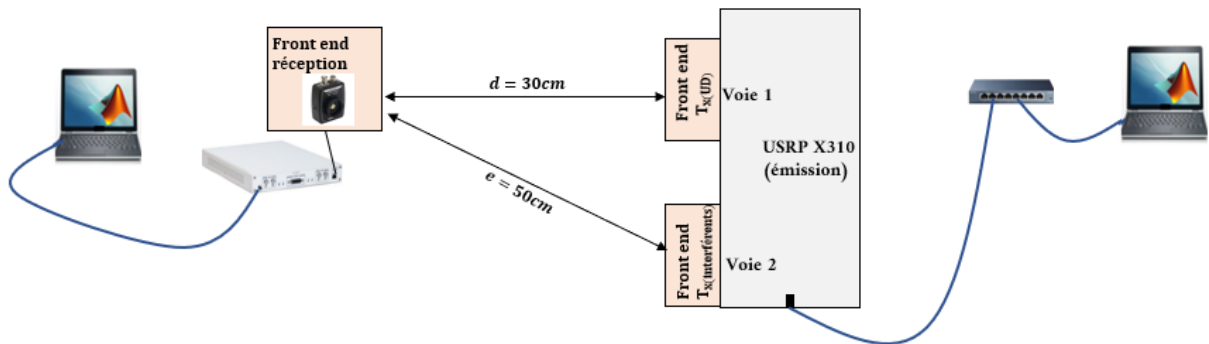 Front end
réception
d = 30cm
e = 50cm
Front end
TX(UD)
Voie 1
USRP X310
(émission)
Front end
TX(Interférents)
Voie 2